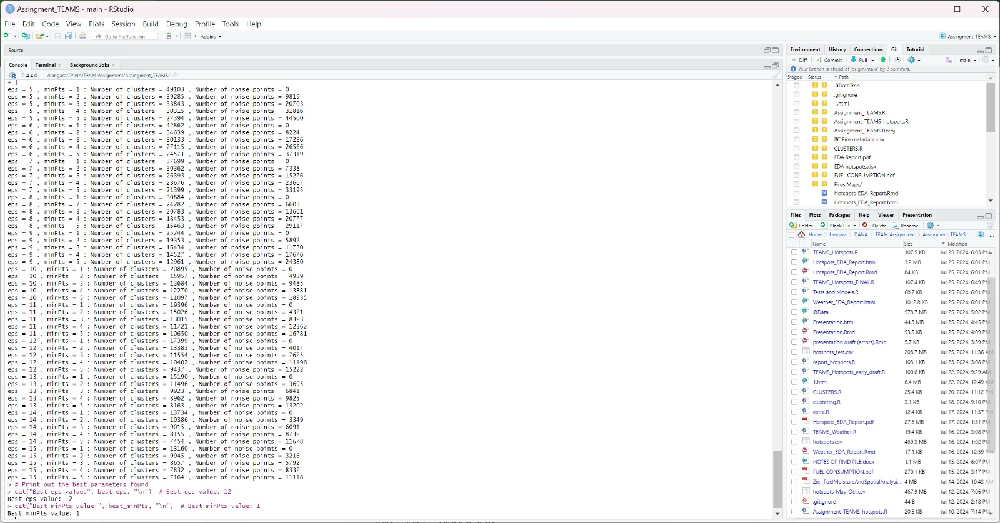 Assingment_TEAMS - main - RStudio
File Edit Code View Plots Session Build Debug Profile Tools Help
Go to file/function Addins Assingment_TEAMS
Source
Console Terminal Background Jobs
R 4.4.0 · ~/Langara/DANA/TEAM Assignment/Assingment_TEAMS/
+ }
eps = 5 , minPts = 1 : Number of clusters = 49103 , Number of noise points = 0
eps = 5 , minPts = 2 : Number of clusters = 39285 , Number of noise points = 9819
eps = 5 , minPts = 3 : Number of clusters = 33843 , Number of noise points = 20703
eps = 5 , minPts = 4 : Number of clusters = 30315 , Number of noise points = 31816
eps = 5 , minPts = 5 : Number of clusters = 27394 , Number of noise points = 44500
eps = 6 , minPts = 1 : Number of clusters = 42862 , Number of noise points = 0
eps = 6 , minPts = 2 : Number of clusters = 34639 , Number of noise points = 8224
eps = 6 , minPts = 3 : Number of clusters = 30133 , Number of noise points = 17236
eps = 6 , minPts = 4 : Number of clusters = 27115 , Number of noise points = 26566
eps = 6 , minPts = 5 : Number of clusters = 24571 , Number of noise points = 37319
eps = 7 , minPts = 1 : Number of clusters = 37699 , Number of noise points = 0
eps = 7 , minPts = 2 : Number of clusters = 30362 , Number of noise points = 7338
eps = 7 , minPts = 3 : Number of clusters = 26393 , Number of noise points = 15276
eps = 7 , minPts = 4 : Number of clusters = 23676 , Number of noise points = 23667
eps = 7 , minPts = 5 : Number of clusters = 21399 , Number of noise points = 33195
eps = 8 , minPts = 1 : Number of clusters = 30884 , Number of noise points = 0
eps = 8 , minPts = 2 : Number of clusters = 24282 , Number of noise points = 6603
eps = 8 , minPts = 3 : Number of clusters = 20783 , Number of noise points = 13601
eps = 8 , minPts = 4 : Number of clusters = 18453 , Number of noise points = 20777
eps = 8 , minPts = 5 : Number of clusters = 16463 , Number of noise points = 29117
eps = 9 , minPts = 1 : Number of clusters = 25244 , Number of noise points = 0
eps = 9 , minPts = 2 : Number of clusters = 19353 , Number of noise points = 5892
eps = 9 , minPts = 3 : Number of clusters = 16434 , Number of noise points = 11730
eps = 9 , minPts = 4 : Number of clusters = 14527 , Number of noise points = 17676
eps = 9 , minPts = 5 : Number of clusters = 12961 , Number of noise points = 24380
eps = 10 , minPts = 1 : Number of clusters = 20895 , Number of noise points = 0
eps = 10 , minPts = 2 : Number of clusters = 15957 , Number of noise points = 4939
eps = 10 , minPts = 3 : Number of clusters = 13684 , Number of noise points = 9485
eps = 10 , minPts = 4 : Number of clusters = 12270 , Number of noise points = 13881
eps = 10 , minPts = 5 : Number of clusters = 11097 , Number of noise points = 18935
eps = 11 , minPts = 1 : Number of clusters = 19396 , Number of noise points = 0
eps = 11 , minPts = 2 : Number of clusters = 15026 , Number of noise points = 4371
eps = 11 , minPts = 3 : Number of clusters = 13015 , Number of noise points = 8393
eps = 11 , minPts = 4 : Number of clusters = 11721 , Number of noise points = 12362
eps = 11 , minPts = 5 : Number of clusters = 10650 , Number of noise points = 16781
eps = 12 , minPts = 1 : Number of clusters = 17399 , Number of noise points = 0
eps = 12 , minPts = 2 : Number of clusters = 13383 , Number of noise points = 4017
eps = 12 , minPts = 3 : Number of clusters = 11554 , Number of noise points = 7675
eps = 12 , minPts = 4 : Number of clusters = 10402 , Number of noise points = 11196
eps = 12 , minPts = 5 : Number of clusters = 9437 , Number of noise points = 15222
eps = 13 , minPts = 1 : Number of clusters = 15190 , Number of noise points = 0
eps = 13 , minPts = 2 : Number of clusters = 11496 , Number of noise points = 3695
eps = 13 , minPts = 3 : Number of clusters = 9923 , Number of noise points = 6841
eps = 13 , minPts = 4 : Number of clusters = 8962 , Number of noise points = 9825
eps = 13 , minPts = 5 : Number of clusters = 8163 , Number of noise points = 13202
eps = 14 , minPts = 1 : Number of clusters = 13734 , Number of noise points = 0
eps = 14 , minPts = 2 : Number of clusters = 10386 , Number of noise points = 3349
eps = 14 , minPts = 3 : Number of clusters = 9015 , Number of noise points = 6091
eps = 14 , minPts = 4 : Number of clusters = 8155 , Number of noise points = 8739
eps = 14 , minPts = 5 : Number of clusters = 7454 , Number of noise points = 11678
eps = 15 , minPts = 1 : Number of clusters = 13160 , Number of noise points = 0
eps = 15 , minPts = 2 : Number of clusters = 9945 , Number of noise points = 3216
eps = 15 , minPts = 3 : Number of clusters = 8657 , Number of noise points = 5792
eps = 15 , minPts = 4 : Number of clusters = 7832 , Number of noise points = 8337
eps = 15 , minPts = 5 : Number of clusters = 7164 , Number of noise points = 11118
> # Print out the best parameters found
> cat("Best eps value:", best_eps, "\n") # Best eps value: 12
Best eps value: 12
> cat("Best minPts value:", best_minPts, "\n") # Best minPts value: 1
Best minPts value: 1
Environment History Connections Git Tutorial
Diff Commit Pull main
Your branch is ahead of 'origin/main' by 2 commits.
Staged Status Path
.RDataTmp
.gitignore
1.html
Assignment_TEAMS.R
Assignment_TEAMS_hotspots.R
Assingment_TEAMS.Rproj
BC Fire metadata.xlsx
CLUSTERS.R
EDA Report.pdf
EDA hotspots.xlsx
FUEL CONSUMPTION.pdf
Fires Maps/
M Hotspots_EDA_Report.Rmd
M Hotspots_EDA_Report.html
Files Plots Packages Help Viewer Presentation
Folder Blank File Delete Rename
Home Langara DANA TEAM Assignment Assingment_TEAMS ...
Name Size Modified
TEAMS_Hotspots.R 107.5 KB Jul 25, 2024, 6:03 PM
Hotspots_EDA_Report.html 3.2 MB Jul 25, 2024, 6:01 PM
Hotspots_EDA_Report.Rmd 84 KB Jul 25, 2024, 6:01 PM
TEAMS_Hotspots_FINAL.R 107.4 KB Jul 25, 2024, 6:49 PM
Tests and Models.R 68.7 KB Jul 25, 2024, 6:01 PM
Weather_EDA_Report.html 1012.8 KB Jul 25, 2024, 6:01 PM
.RData 978.7 MB Jul 25, 2024, 5:02 PM
Presentation.html 44.3 MB Jul 25, 2024, 4:45 PM
Presentation.Rmd 93.5 KB Jul 25, 2024, 4:09 PM
presentation draft (errors).Rmd 5.7 KB Jul 25, 2024, 3:59 PM
hotspots_test.csv 208.7 MB Jul 25, 2024, 11:36 AM
report_hotspots.R 103.1 KB Jul 23, 2024, 3:08 PM
TEAMS_Hotspots_early_draft.R 100.6 KB Jul 22, 2024, 9:29 AM
1.html 6.4 MB Jul 22, 2024, 12:49 AM
CLUSTERS.R 25.4 KB Jul 20, 2024, 11:12 PM
clustering.R 3.1 KB Jul 18, 2024, 9:10 PM
extra.R 12.4 KB Jul 17, 2024, 11:37 PM
Hotspots_EDA_Report.pdf 27.5 MB Jul 17, 2024, 1:31 PM
TEAMS_Weather.R 19.4 KB Jul 16, 2024, 3:08 PM
hotspots.csv 469.3 MB Jul 16, 2024, 1:02 PM
Weather_EDA_Report.Rmd 17.1 KB Jul 16, 2024, 12:59 PM
NOTES OF RMD FILE.docx 1.1 MB Jul 15, 2024, 6:07 PM
FUEL CONSUMPTION.pdf 270.1 KB Jul 15, 2024, 3:17 PM
Ziel_FuelMoistureAndSpatialAnalysi... 4 MB Jul 14, 2024, 10:43 AM
hotspots_May_Oct.csv 467.9 MB Jul 12, 2024, 7:06 PM
.gitignore 44 B Jul 12, 2024, 2:18 PM
Assignment_TEAMS_hotspots.R 20.5 KB Jul 10, 2024, 7:14 PM